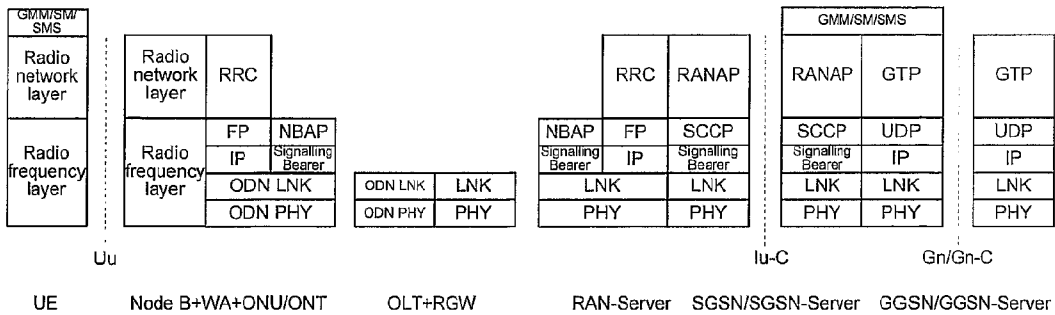 GMM/SM/
SMS
Radio
network
layer
Radio
frequency
layer
Radio
network
layer
RRC
Radio
frequency
layer
FP
NBAP
IP
Signalling
Bearer
ODN LNK
ODN PHY
ODN LNK
LNK
ODN PHY
PHY
RRC
RANAP
NBAP
FP
SCCP
Signalling
Bearer
IP
Signalling
Bearer
LNK
LNK
PHY
PHY
GMM/SM/SMS
RANAP
GTP
SCCP
UDP
Signalling
Bearer
IP
LNK
LNK
PHY
PHY
GTP
UDP
IP
LNK
PHY
Uu
Iu-C
Gn/Gn-C
UE
Node B+WA+ONU/ONT
OLT+RGW
RAN-Server
SGSN/SGSN-Server
GGSN/GGSN-Server